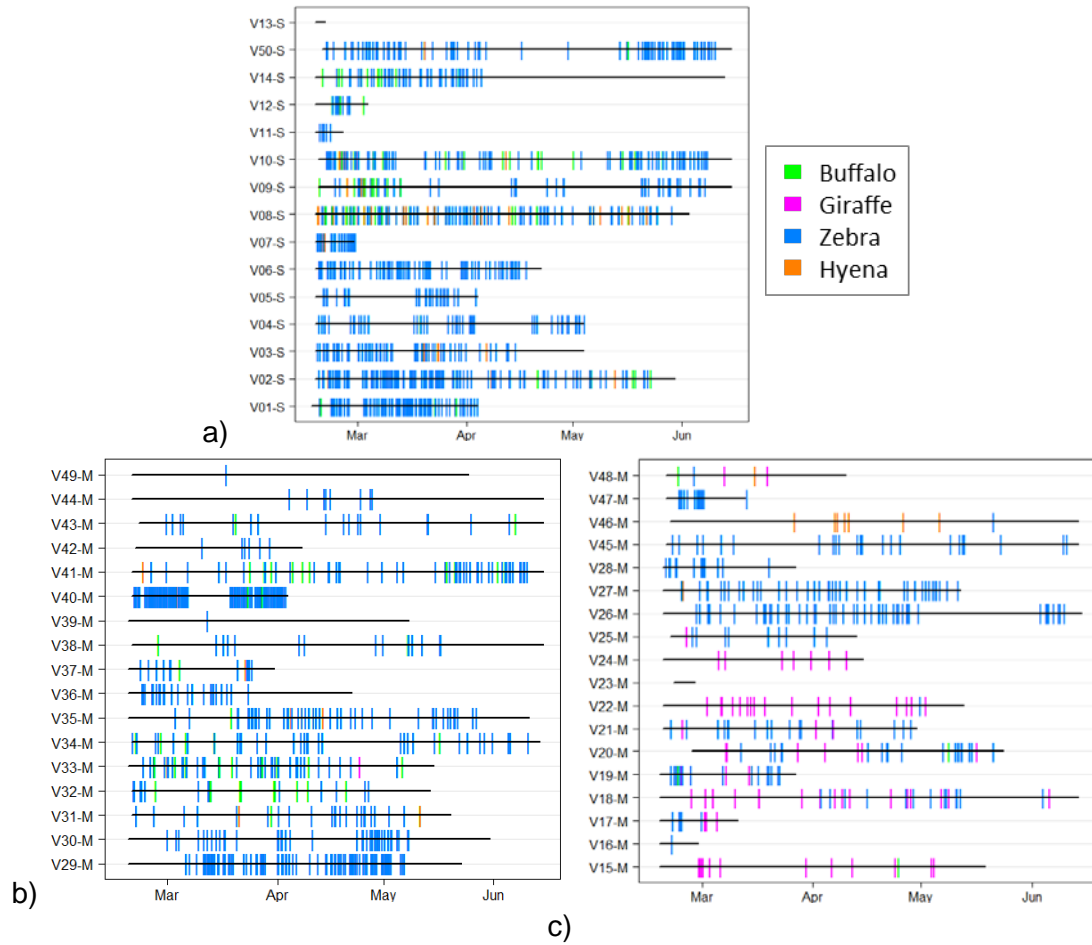 V13-S
V50-S
V14-S
V12-S
V11-S
V10-S
V09-S
V08-S
V07-S
V06-S
V05-S
V04-S
V03-S
V02-S
V01-S
Mar Apr May Jun
a)
Buffalo
Giraffe
Zebra
Hyena
V49-M
V44-M
V43-M
V42-M
V41-M
V40-M
V39-M
V38-M
V37-M
V36-M
V35-M
V34-M
V33-M
V32-M
V31-M
V30-M
V29-M
Mar Apr May Jun
b)
V48-M
V47-M
V46-M
V45-M
V28-M
V27-M
V26-M
V25-M
V24-M
V23-M
V22-M
V21-M
V20-M
V19-M
V18-M
V17-M
V16-M
V15-M
Mar Apr May Jun
c)